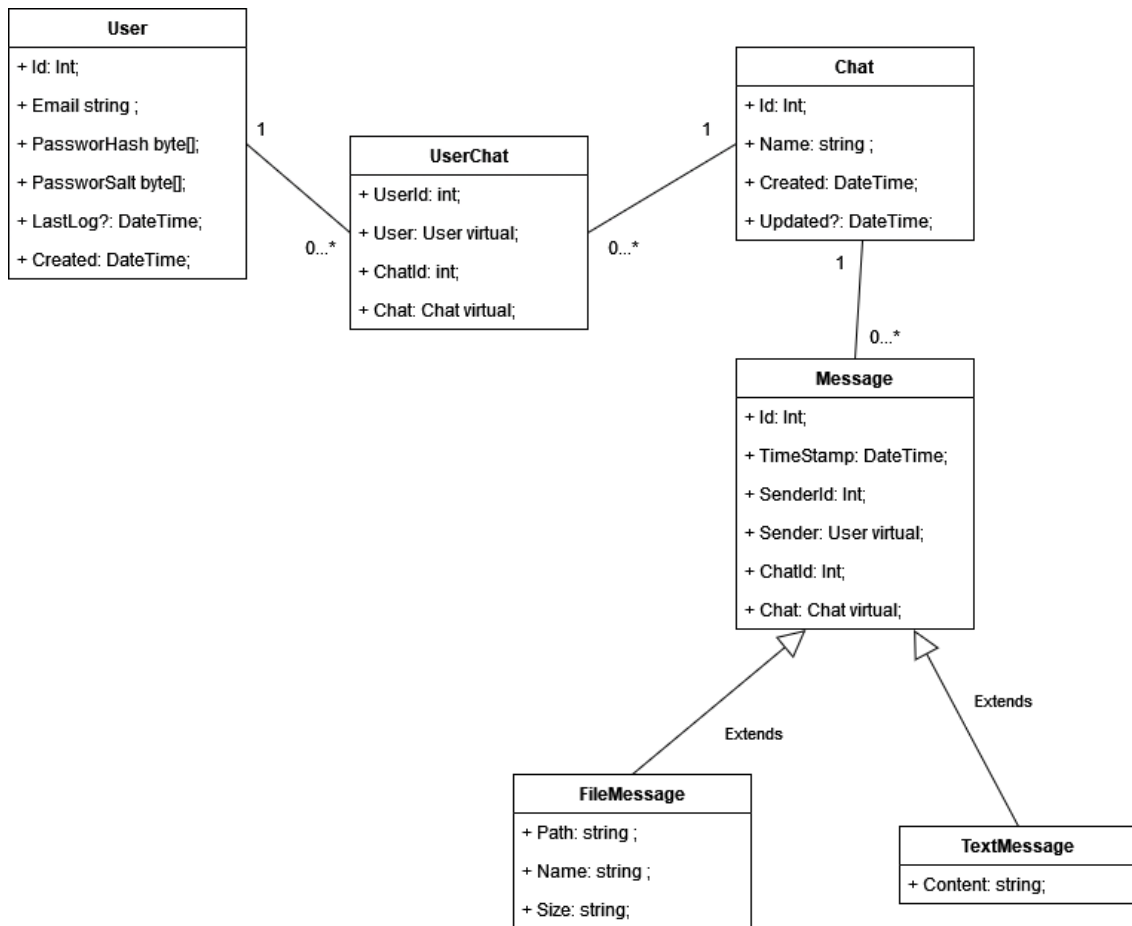 User
+ Id: Int;
+ Email string ;
+ PassworHash byte[];
+ PassworSalt byte[];
+ LastLog?: DateTime;
+ Created: DateTime;
1
0...*
UserChat
+ UserId: int;
+ User: User virtual;
+ ChatId: int;
+ Chat: Chat virtual;
1
0...*
Chat
+ Id: Int;
+ Name: string ;
+ Created: DateTime;
+ Updated?: DateTime;
1
0...*
Message
+ Id: Int;
+ TimeStamp: DateTime;
+ SenderId: Int;
+ Sender: User virtual;
+ ChatId: Int;
+ Chat: Chat virtual;
Extends
Extends
FileMessage
+ Path: string ;
+ Name: string ;
+ Size: string;
TextMessage
+ Content: string;